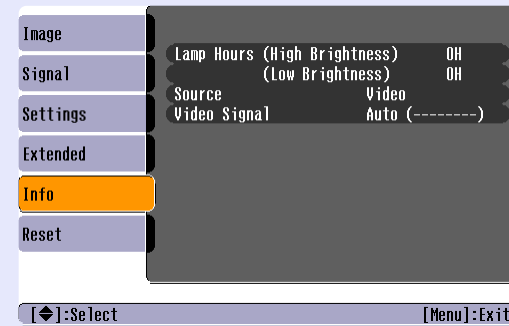 Image
Signal
Settings
Extended
Info
Reset
Lamp Hours (High Brightness) 0H
(Low Brightness) 0H
Source Video
Video Signal Auto (--------)
[◆]:Select [Menu]:Exit